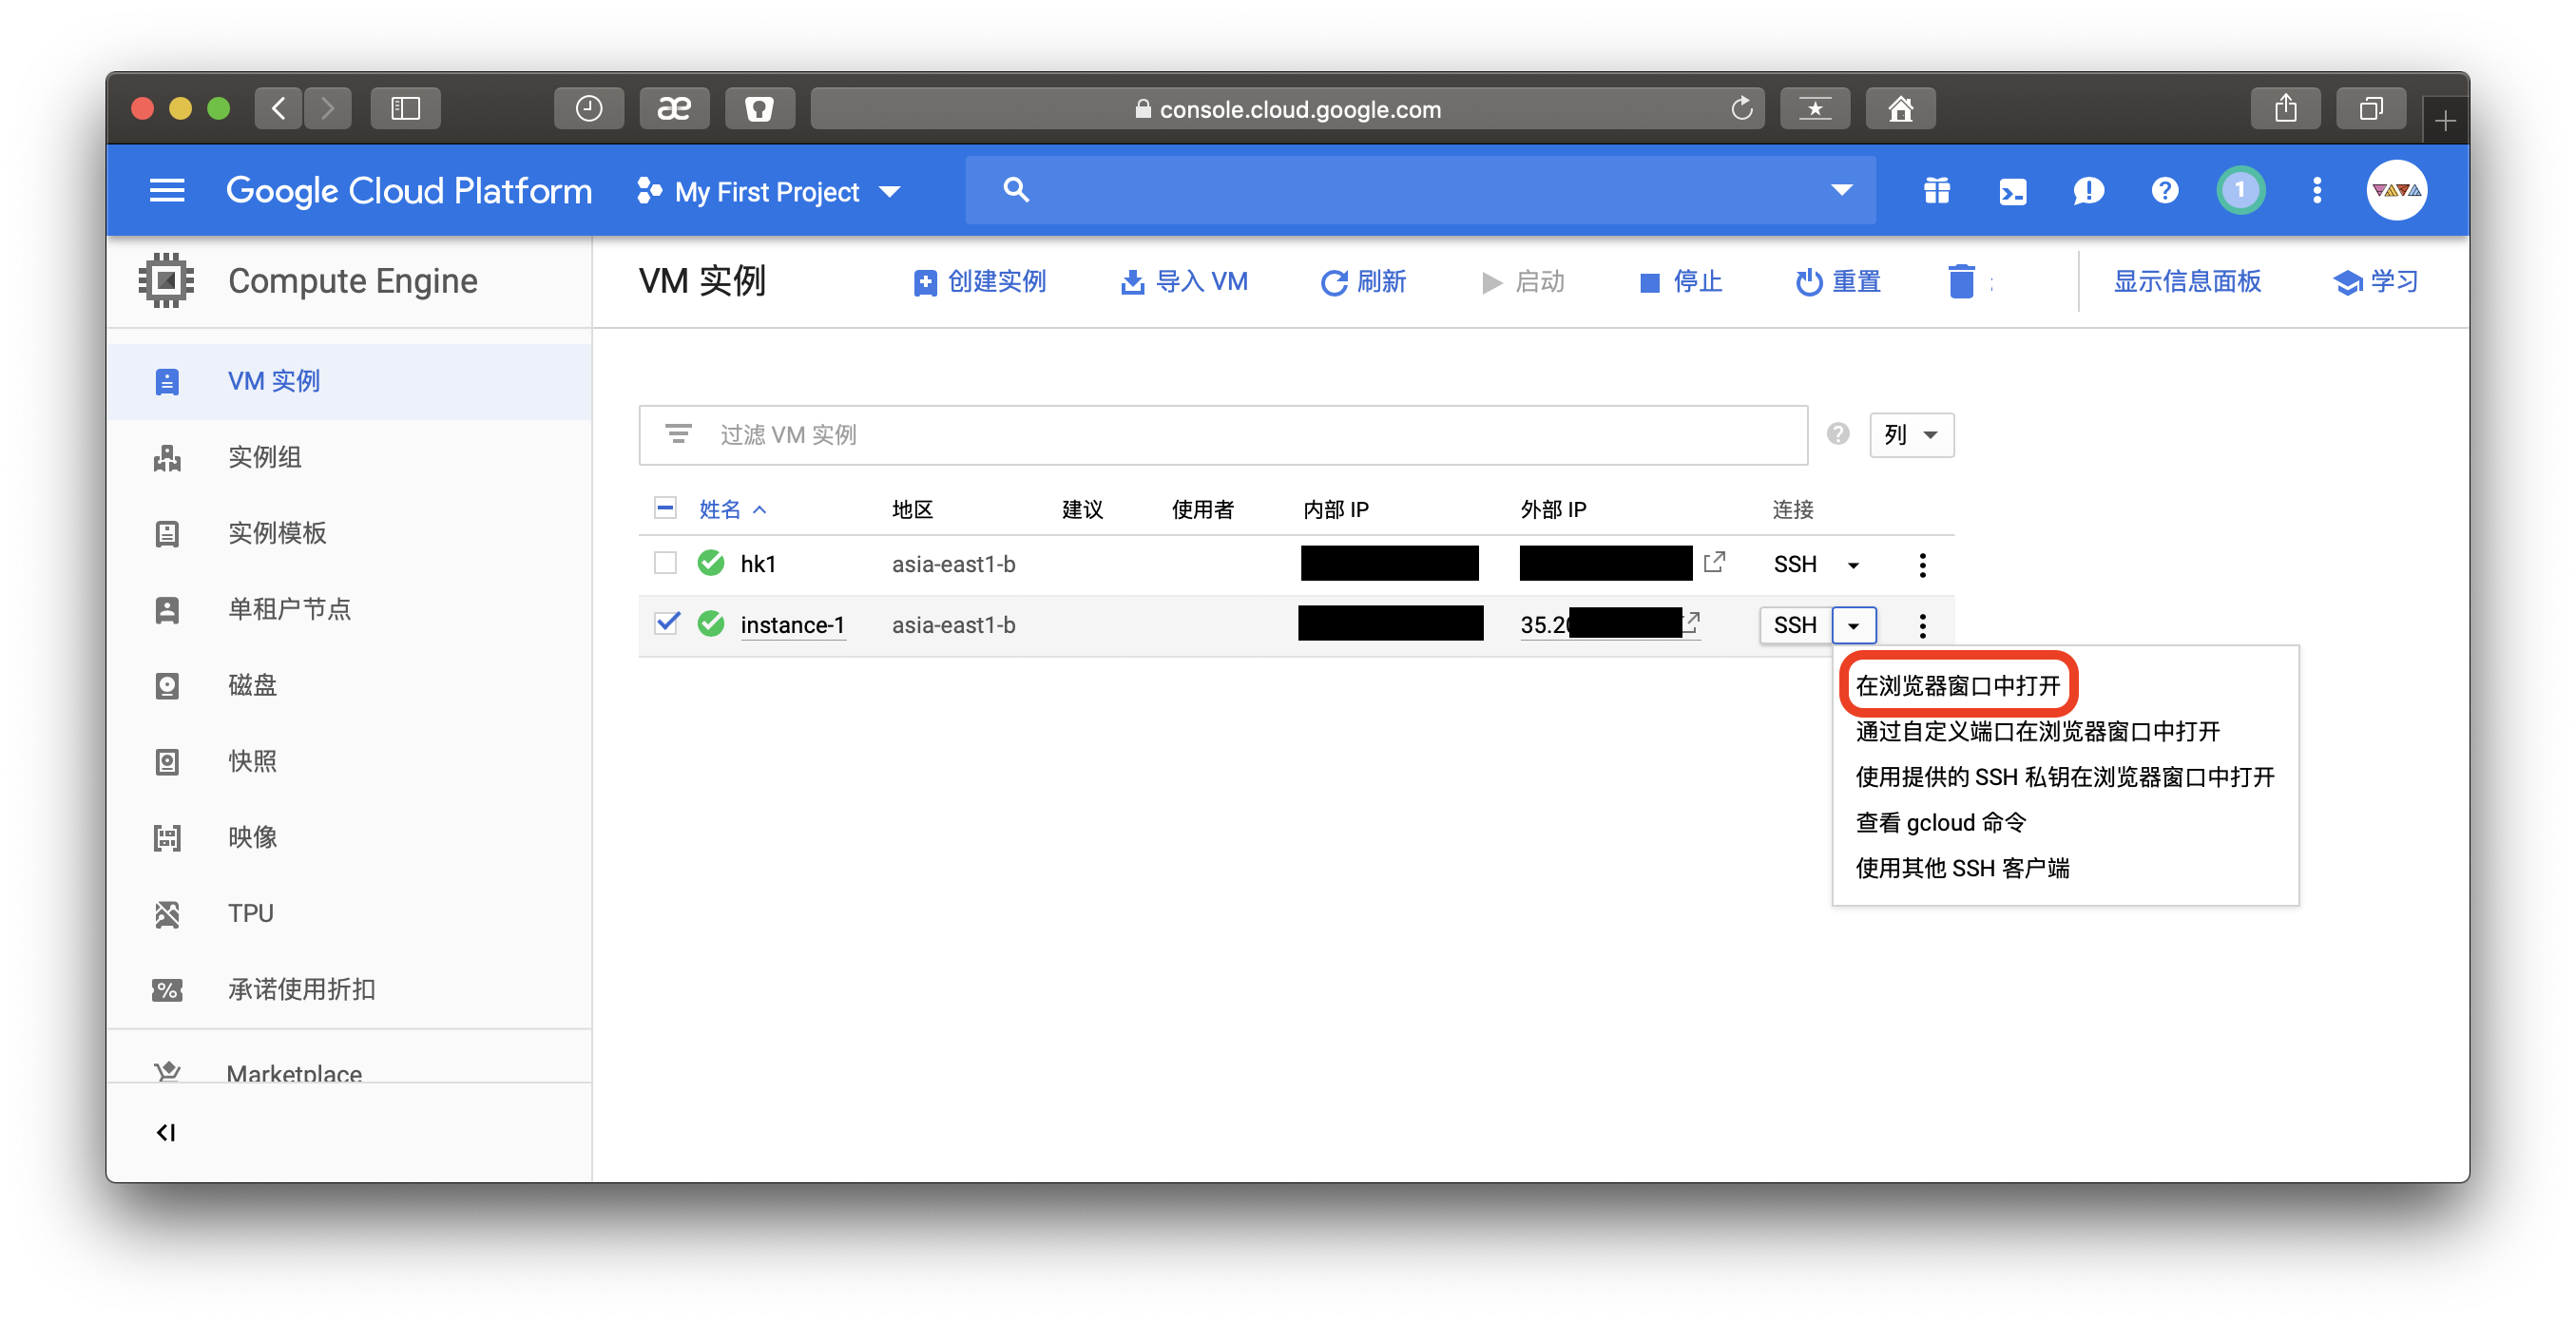 console.cloud.google.com
Google Cloud Platform
My First Project
1
Compute Engine
VM 实例
创建实例
导入 VM
刷新
启动
停止
重置
显示信息面板
学习
VM 实例
实例组
实例模板
单租户节点
磁盘
快照
映像
TPU
承诺使用折扣
Marketplace
过滤 VM 实例
列
姓名 地区 建议 使用者 内部 IP 外部 IP 连接
hk1 asia-east1-b SSH
instance-1 asia-east1-b 35.20 SSH
在浏览器窗口中打开
通过自定义端口在浏览器窗口中打开
使用提供的 SSH 私钥在浏览器窗口中打开
查看 gcloud 命令
使用其他 SSH 客户端